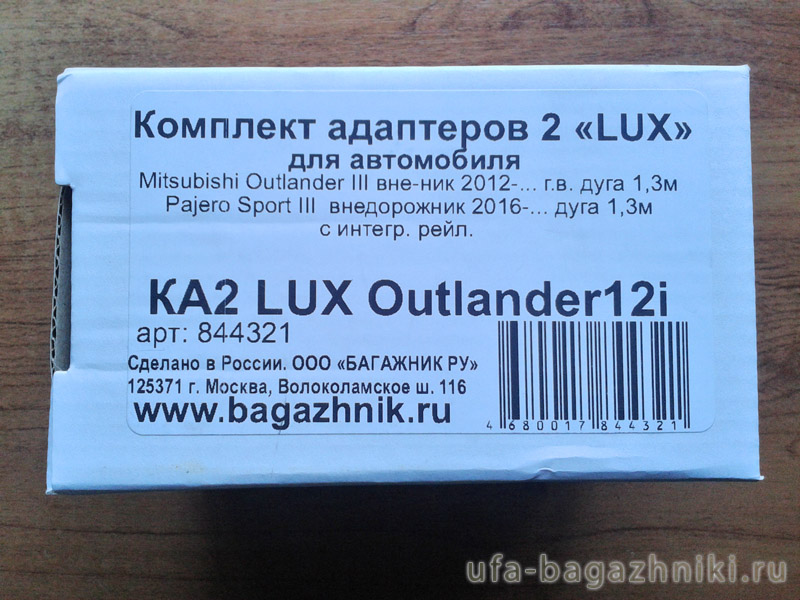 Комплект адаптеров 2 «LUX»
для автомобиля
Mitsubishi Outlander III вне-ник 2012-... г.в. дуга 1,3м
Pajero Sport III внедорожник 2016-... дуга 1,3м
с интегр. рейл.
КА2 LUX Outlander12i
арт: 844321
Сделано в России. ООО «БАГАЖНИК РУ»
125371 г. Москва, Волоколамское ш. 116
www.bagazhnik.ru
4 680017 844321
ufa-bagazhniki.ru